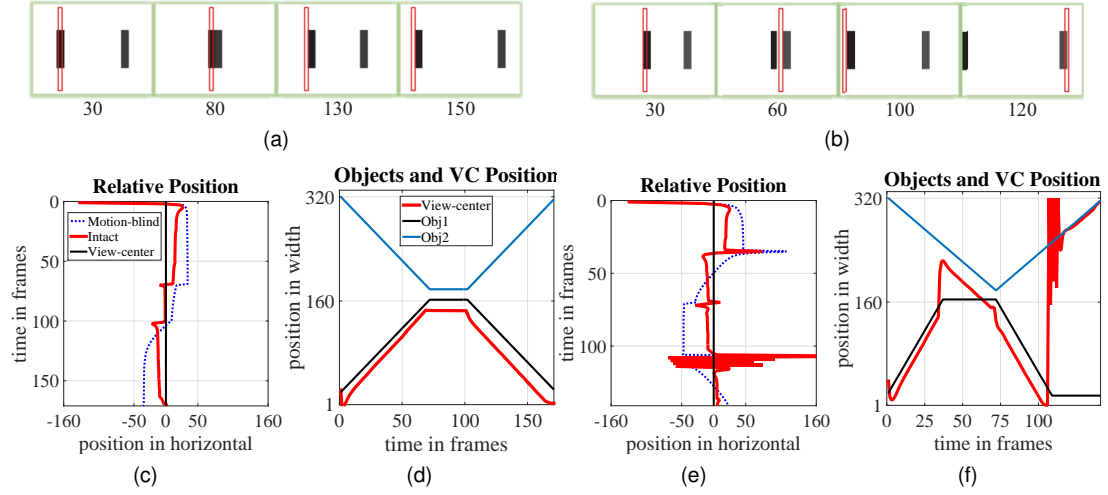 30 80 130 150
(a)
30 60 100 120
(b)
Relative Position
time in frames
0
50
100
150
Motion-blind
Intact
View-center
-160 0 50 160
position in horizontal
(c)
Objects and VC Position
position in width
320
160
1
View-center
Obj1
Obj2
0 50 100 150
time in frames
(d)
Relative Position
time in frames
0
50
100
-160 0 50 160
position in horizontal
(e)
Objects and VC Position
position in width
320
160
1
0 25 50 75 100
time in frames
(f)